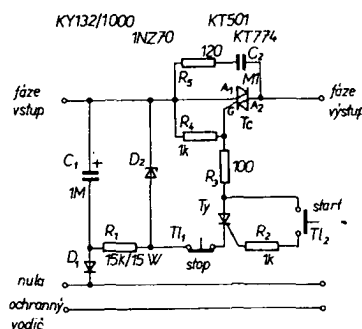 KY132/1000 KT501
1NZ70 KT774
120 C2
M1
R5
fáze
vstup
A1
A2
G
Tc
fáze
výstup
R4
1k
C1
+
1M
D2
R3
100
Ty
start
R1
15k/15 W
Tl1
stop
R2
1k
Tl2
D1
nula
ochranný
vodič